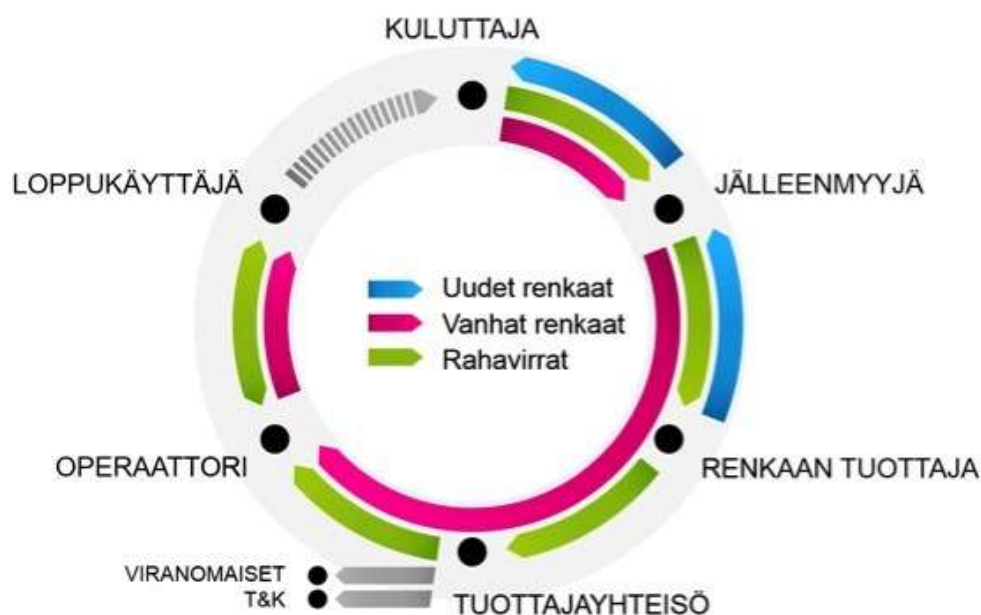 KULUTTAJA
LOPPUKÄYTTÄJÄ
JÄLLEENMYYJÄ
Uudet renkaat
Vanhat renkaat
Rahavirrat
OPERAATTORI
RENKAAN TUOTTAJA
VIRANOMAISET
T&K
TUOTTAJAYHTEISÖ